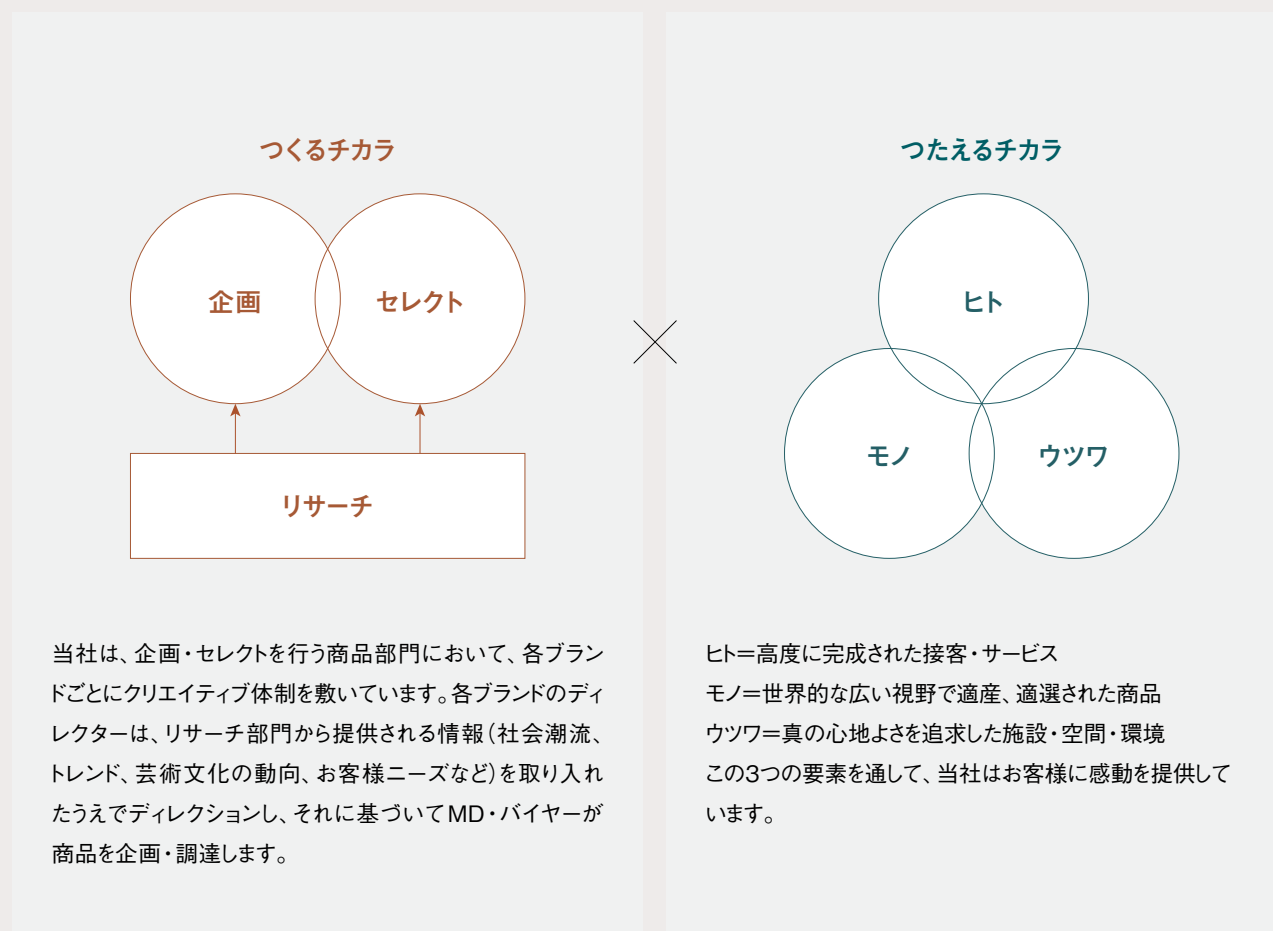 つくるチカラ
企画
セレクト
リサーチ
当社は、企画・セレクトを行う商品部門において、各ブラン
ドごとにクリエイティブ体制を敷いています。各ブランドのディ
レクターは、リサーチ部門から提供される情報（社会潮流、
トレンド、芸術文化の動向、お客様ニーズなど）を取り入れ
たうえでディレクションし、それに基づいてMD・バイヤーが
商品を企画・調達します。
×
つたえるチカラ
ヒト
モノ
ウツワ
ヒト＝高度に完成された接客・サービス
モノ＝世界的な広い視野で適産、適選された商品
ウツワ＝真の心地よさを追求した施設・空間・環境
この3つの要素を通して、当社はお客様に感動を提供して
います。